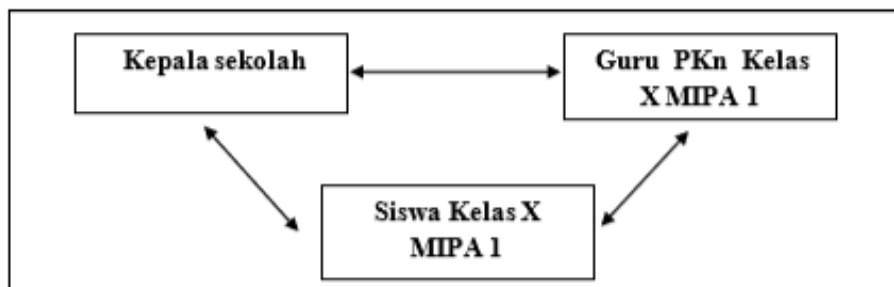 Kepala sekolah
Guru PKn Kelas
X MIPA 1
Siswa Kelas X
MIPA 1